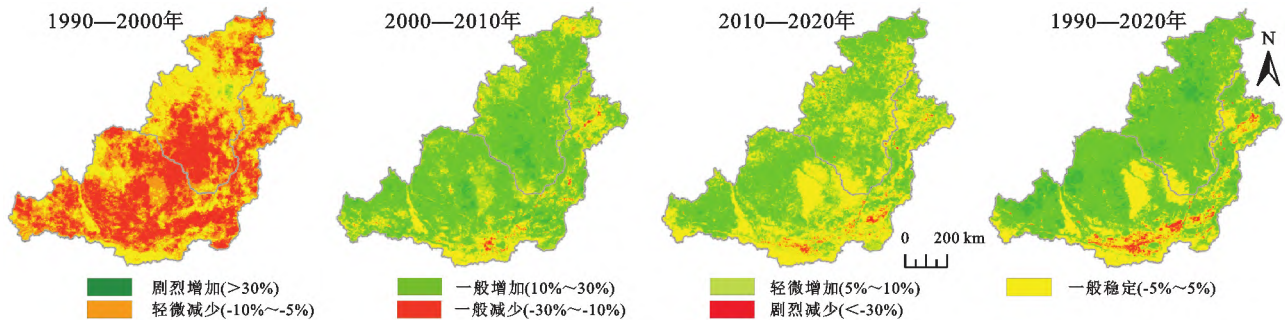 1990—2000年
2000—2010年
2010—2020年
1990—2020年
N
0 200 km
剧烈增加(>30%)
一般增加(10%~30%)
轻微增加(5%~10%)
一般稳定(-5%~5%)
轻微减少(-10%~-5%)
一般减少(-30%~-10%)
剧烈减少(<-30%)